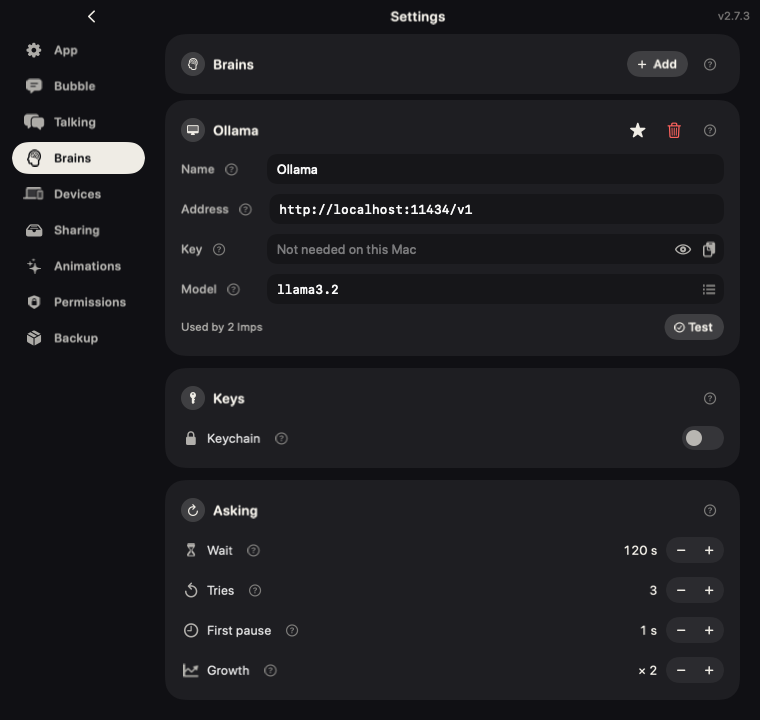 Settings
v2.7.3
App
Bubble
Talking
Brains
Devices
Sharing
Animations
Permissions
Backup
Brains
+ Add
Ollama
Name
Ollama
Address
http://localhost:11434/v1
Key
Not needed on this Mac
Model
llama3.2
Used by 2 Imps
Test
Keys
Keychain
Asking
Wait
120 s
Tries
3
First pause
1 s
Growth
× 2